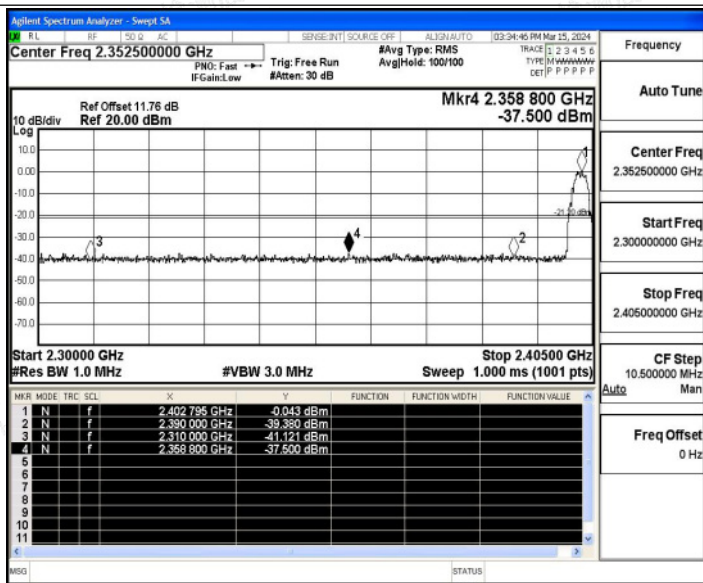 Agilent Spectrum Analyzer - Swept SA
RL RF 50 Ω AC SENSE:INT SOURCE OFF ALIGN AUTO 03:34:46 PM Mar 15, 2024
Center Freq 2.352500000 GHz
PNO: Fast
IFGain:Low
Trig: Free Run
#Atten: 30 dB
#Avg Type: RMS
Avg|Hold: 100/100
TRACE 1 2 3 4 5 6
TYPE M W W W W W
DET P P P P P P
Mkr4 2.358 800 GHz
-37.500 dBm
Ref Offset 11.76 dB
10 dB/div Ref 20.00 dBm
Log
10.0
0.00
-10.0
-20.0
-30.0
-40.0
-50.0
-60.0
-70.0
1
-21.20 dBm
2
3
4
Start 2.30000 GHz Stop 2.40500 GHz
#Res BW 1.0 MHz #VBW 3.0 MHz Sweep 1.000 ms (1001 pts)
MKR MODE TRC SCL X Y FUNCTION FUNCTION WIDTH FUNCTION VALUE
1 N f 2.402 795 GHz -0.043 dBm
2 N f 2.390 000 GHz -39.380 dBm
3 N f 2.310 000 GHz -41.121 dBm
4 N f 2.358 800 GHz -37.500 dBm
5
6
7
8
9
10
11
MSG STATUS
Frequency
Auto Tune
Center Freq
2.352500000 GHz
Start Freq
2.300000000 GHz
Stop Freq
2.405000000 GHz
CF Step
10.500000 MHz
Auto Man
Freq Offset
0 Hz